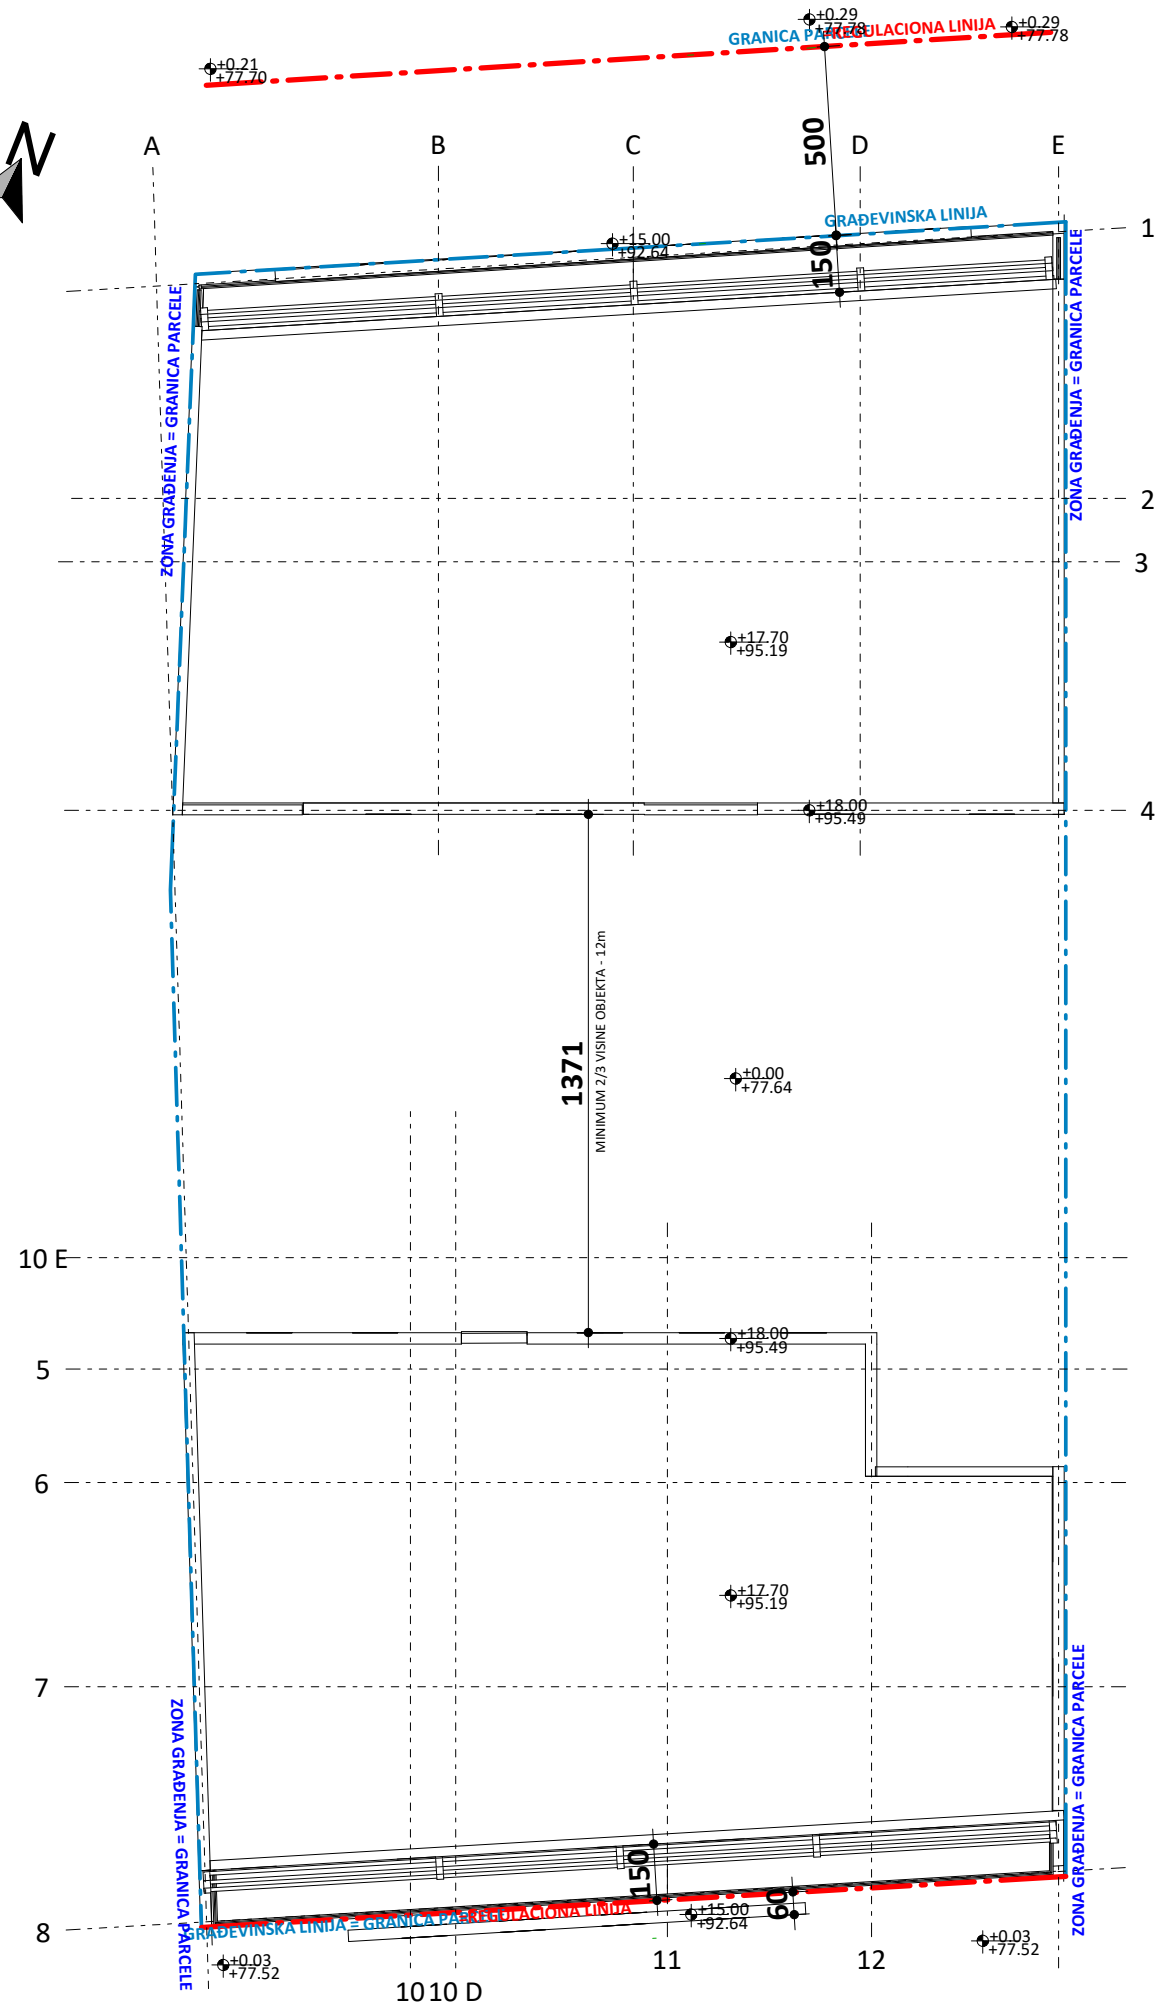 +0.29
+77.78
GRANICA PARCELE
REGULACIONA LINIJA
+0.29
+77.78
+0.21
+77.70
N
A
B
C
D
E
500
GRAĐEVINSKA LINIJA
1
+15.00
+92.64
150
ZONA GRAĐENJA = GRANICA PARCELE
ZONA GRAĐENJA = GRANICA PARCELE
2
3
+17.70
+95.19
+18.00
+95.49
4
1371
MINIMUM 2/3 VISINE OBJEKTA - 12m
+0.00
+77.64
10 E
+18.00
+95.49
5
6
+17.70
+95.19
7
ZONA GRAĐENJA = GRANICA PARCELE
ZONA GRAĐENJA = GRANICA PARCELE
150
60
GRAĐEVINSKA LINIJA = GRANICA PARCELE
REGULACIONA LINIJA
+15.00
+92.64
8
+0.03
+77.52
+0.03
+77.52
11
12
10
10 D